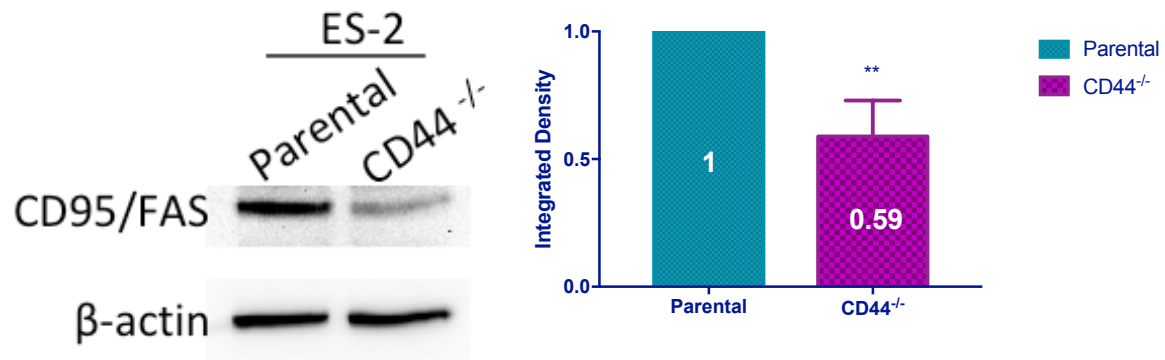 ES-2
Parental
CD44 -/-
CD95/FAS
β-actin
Integrated Density
1.0
0.5
0.0
1
0.59
**
Parental
CD44-/-
Parental
CD44-/-